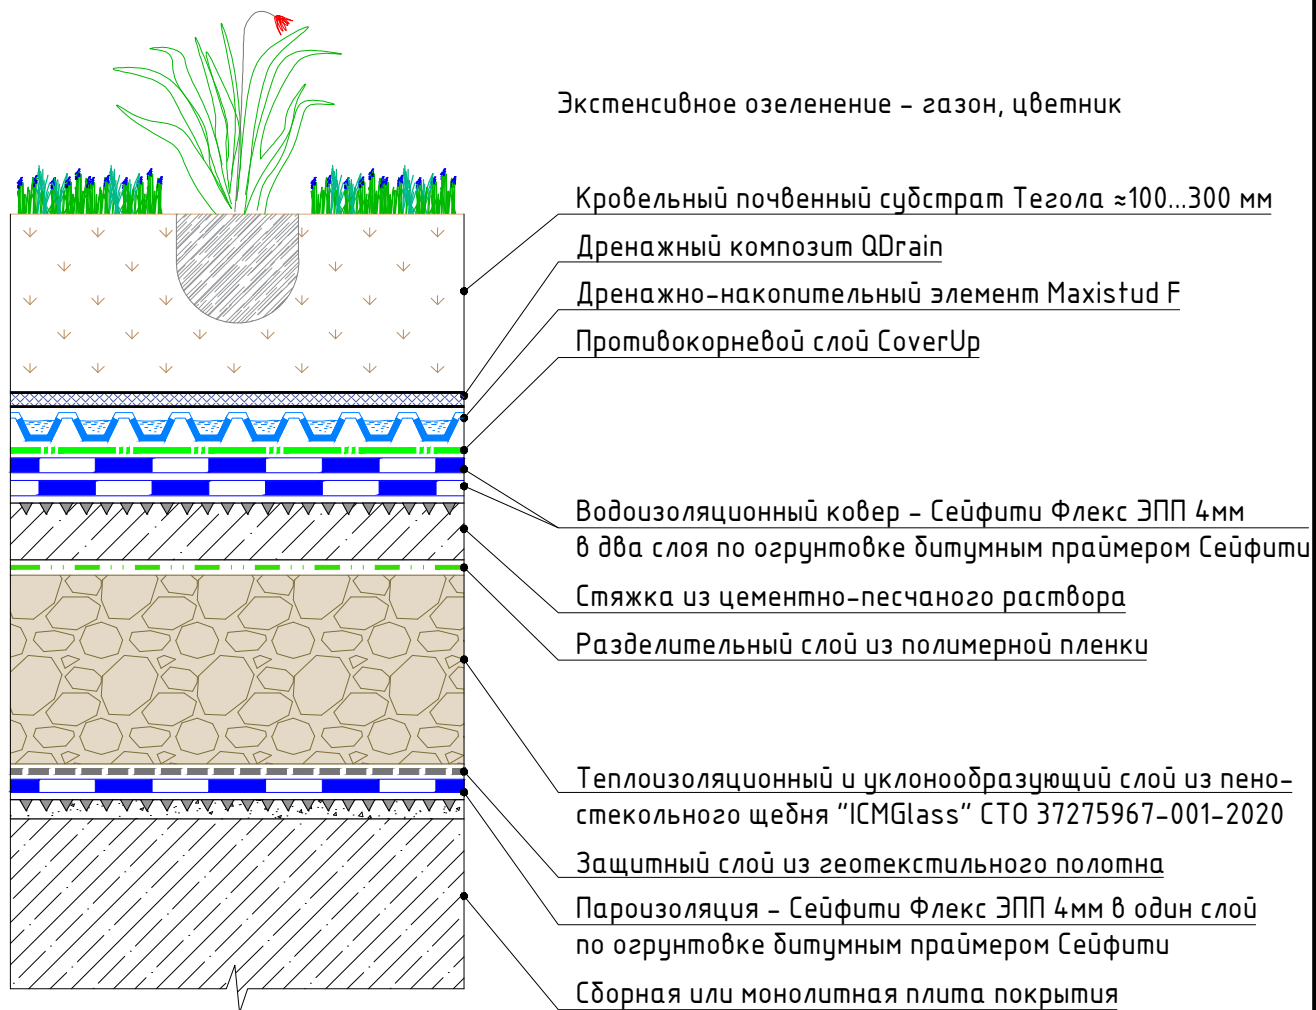 Экстенсивное озеленение – газон, цветник
Кровельный почвенный субстрат Тегола ≈100...300 мм
Дренажный композит QDrain
Дренажно-накопительный элемент Maxistud F
Противокорневой слой CoverUp
Водоизоляционный ковер – Сейфити Флекс ЭПП 4мм
в два слоя по огрунтовке битумным праймером Сейфити
Стяжка из цементно-песчаного раствора
Разделительный слой из полимерной пленки
Теплоизоляционный и уклонообразующий слой из пено-
стекольного щебня "ICMGlass" СТО 37275967-001-2020
Защитный слой из геотекстильного полотна
Пароизоляция – Сейфити Флекс ЭПП 4мм в один слой
по огрунтовке битумным праймером Сейфити
Сборная или монолитная плита покрытия